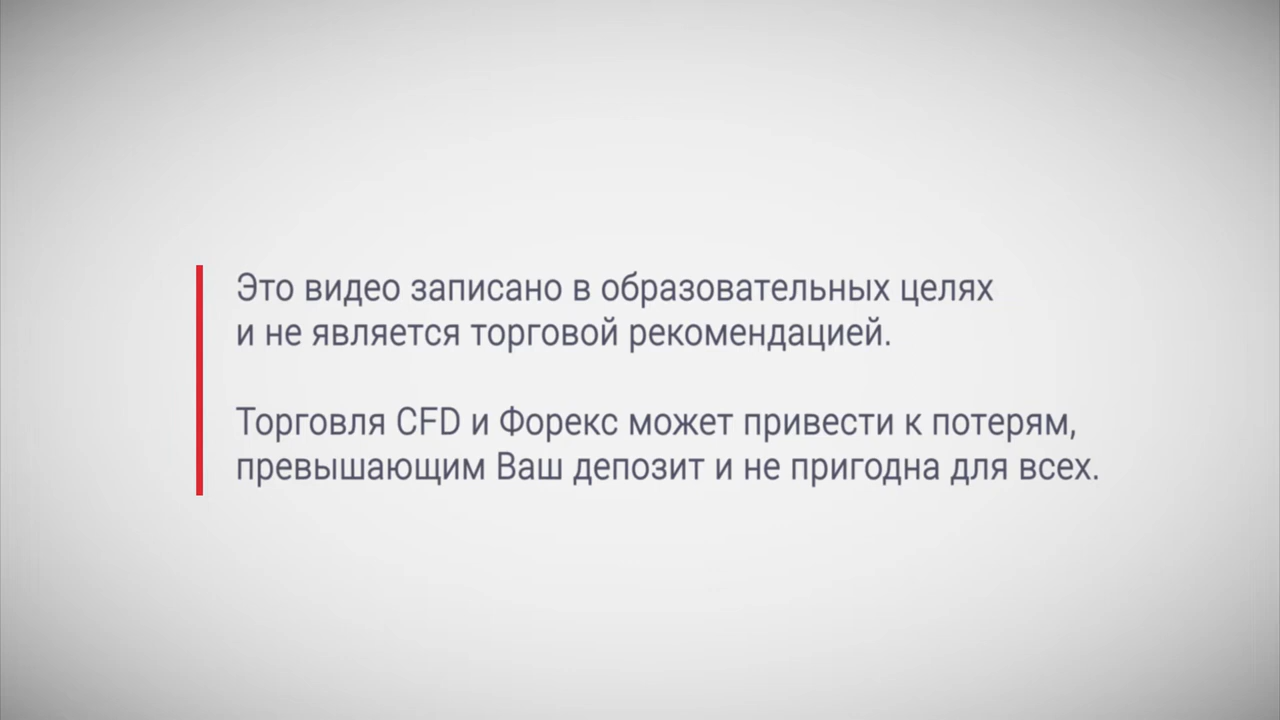 Это видео записано в образовательных целях
и не является торговой рекомендацией.
Торговля CFD и Форекс может привести к потерям,
превышающим Ваш депозит и не пригодна для всех.